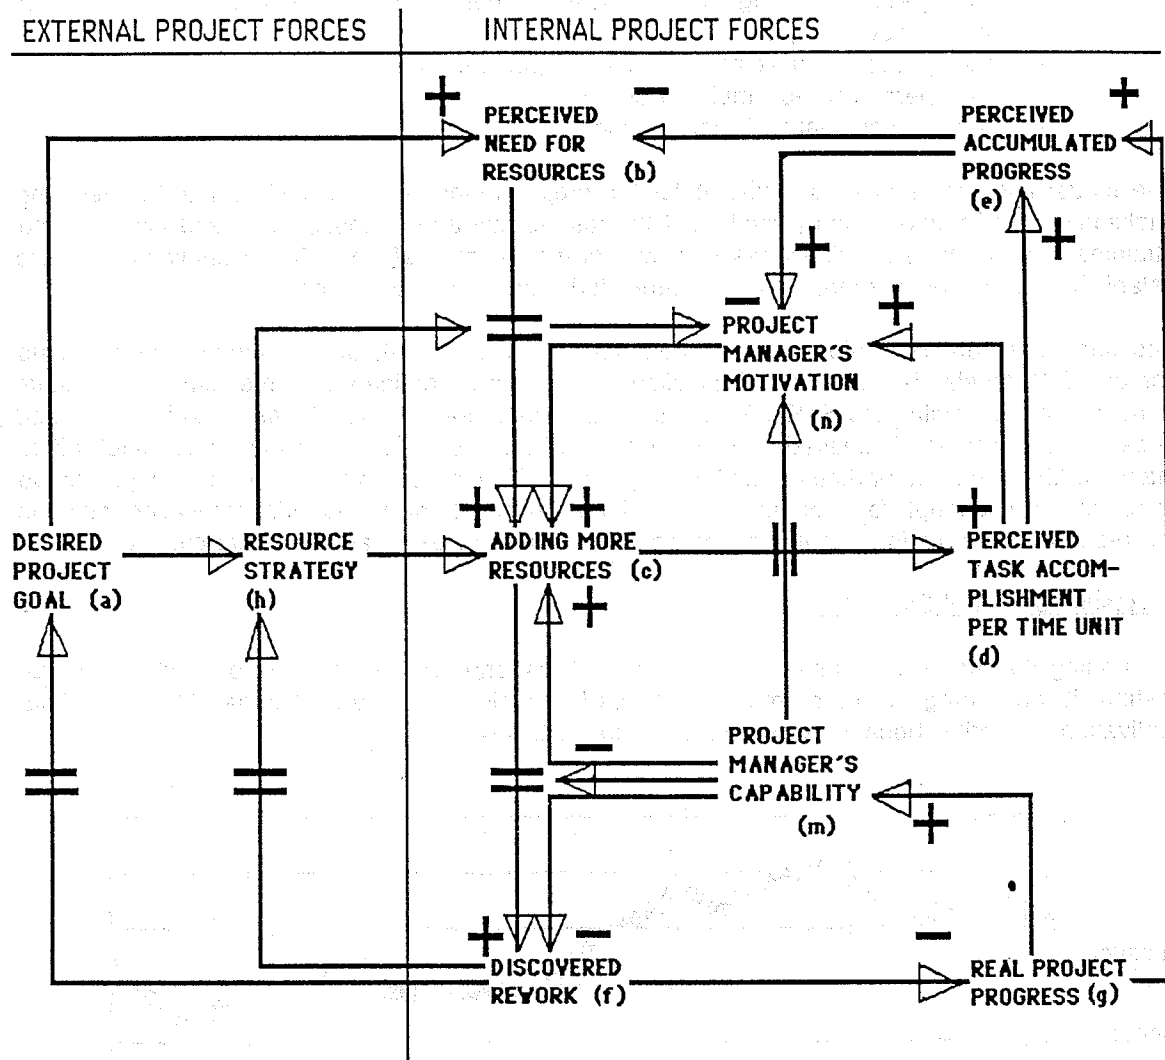 EXTERNAL PROJECT FORCES
INTERNAL PROJECT FORCES
PERCEIVED
NEED FOR
RESOURCES (b)
PERCEIVED
ACCUMULATED
PROGRESS
(e)
PROJECT
MANAGER'S
MOTIVATION
(n)
DESIRED
PROJECT
GOAL (a)
RESOURCE
STRATEGY
(h)
ADDING MORE
RESOURCES (c)
PERCEIVED
TASK ACCOM-
PLISHMENT
PER TIME UNIT
(d)
PROJECT
MANAGER'S
CAPABILITY
(m)
DISCOVERED
REWORK (f)
REAL PROJECT
PROGRESS (g)